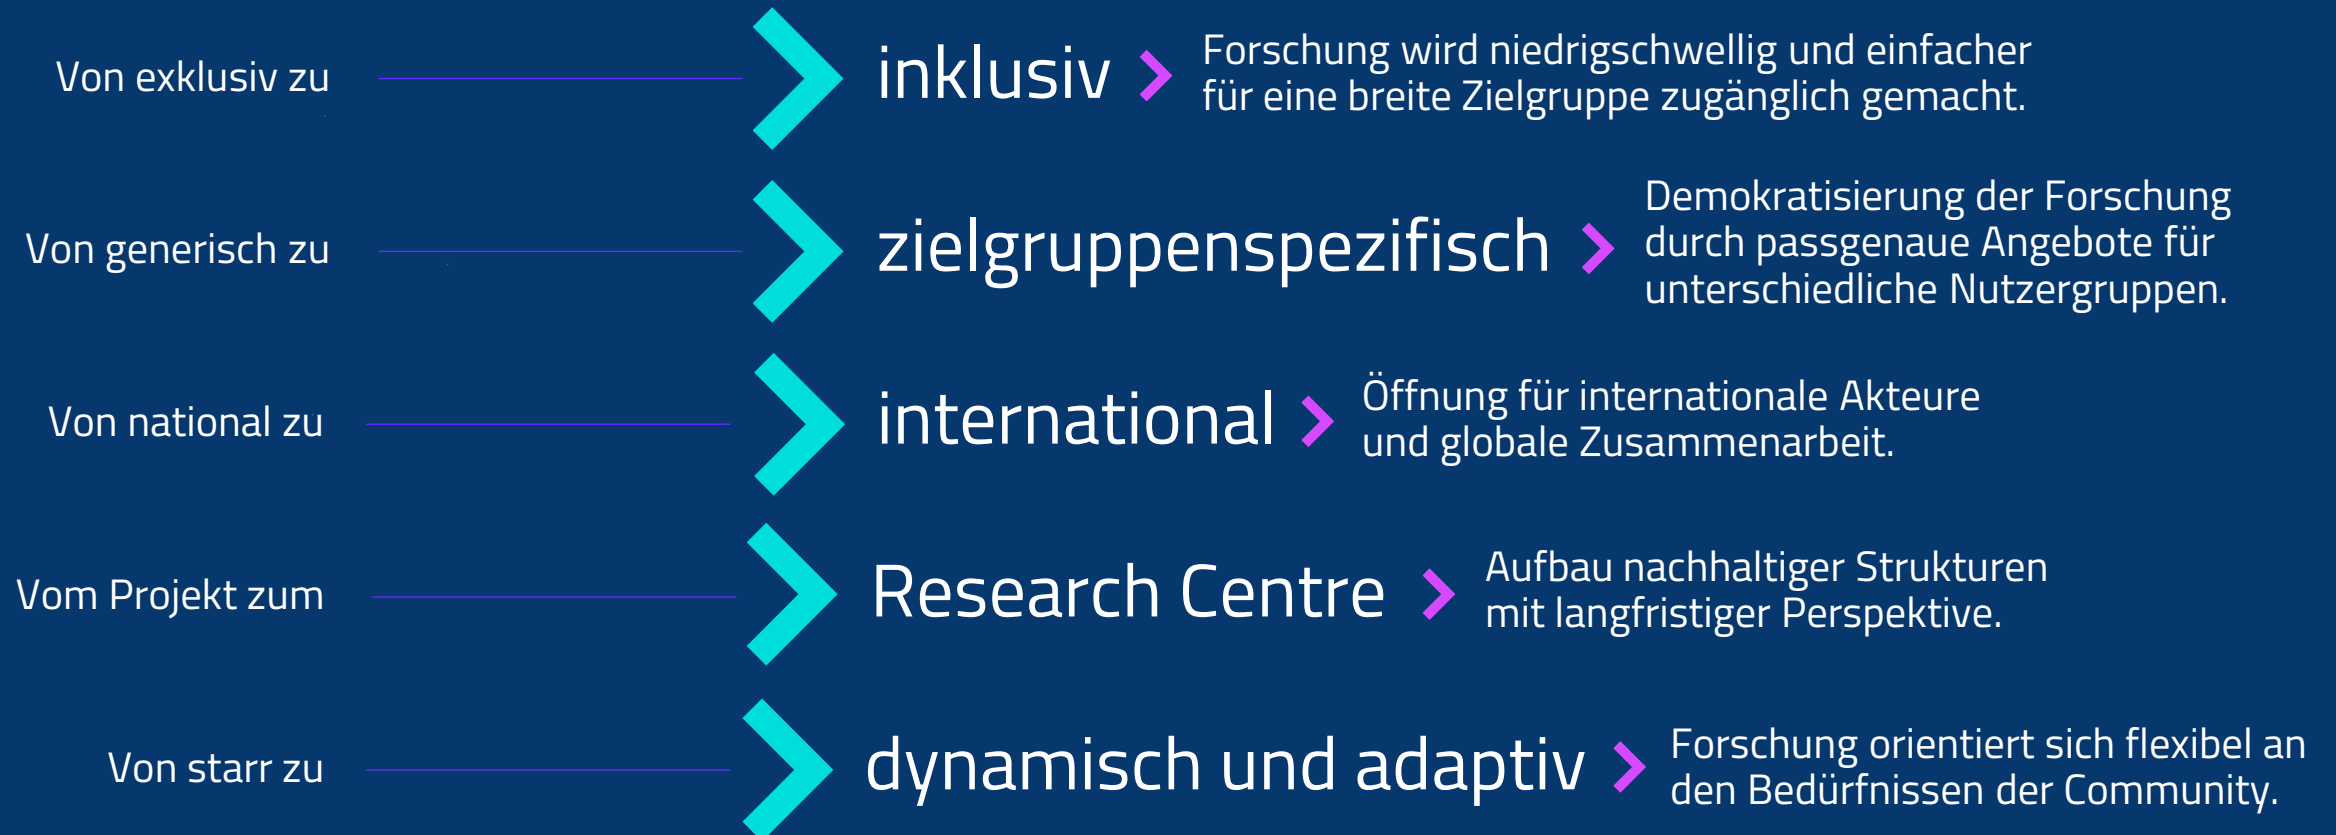 Von exklusiv zu
inklusiv
Forschung wird niedrigschwellig und einfacher
für eine breite Zielgruppe zugänglich gemacht.
Von generisch zu
zielgruppenspezifisch
Demokratisierung der Forschung
durch passgenaue Angebote für
unterschiedliche Nutzergruppen.
Von national zu
international
Öffnung für internationale Akteure
und globale Zusammenarbeit.
Vom Projekt zum
Research Centre
Aufbau nachhaltiger Strukturen
mit langfristiger Perspektive.
Von starr zu
dynamisch und adaptiv
Forschung orientiert sich flexibel an
den Bedürfnissen der Community.